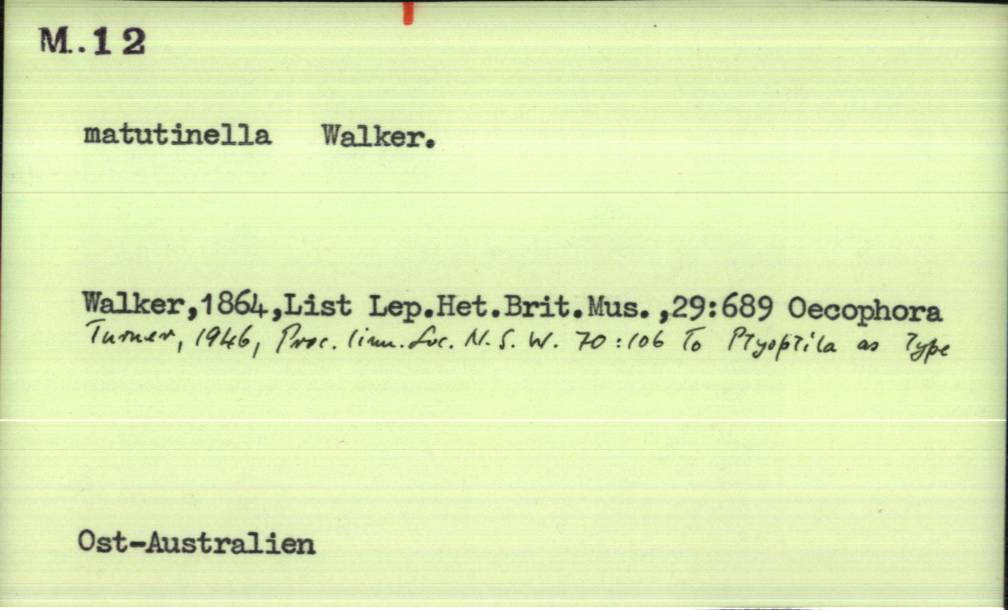 M..12
matutinella Walker.
Walker,1864,List Lep.Het.Brit.Mus.,29:689 Oecophora
Turner, 1946, Proc. linn. Soc. N. S. W. 70:106 To Ptyoptila as Type
Ost-Australien